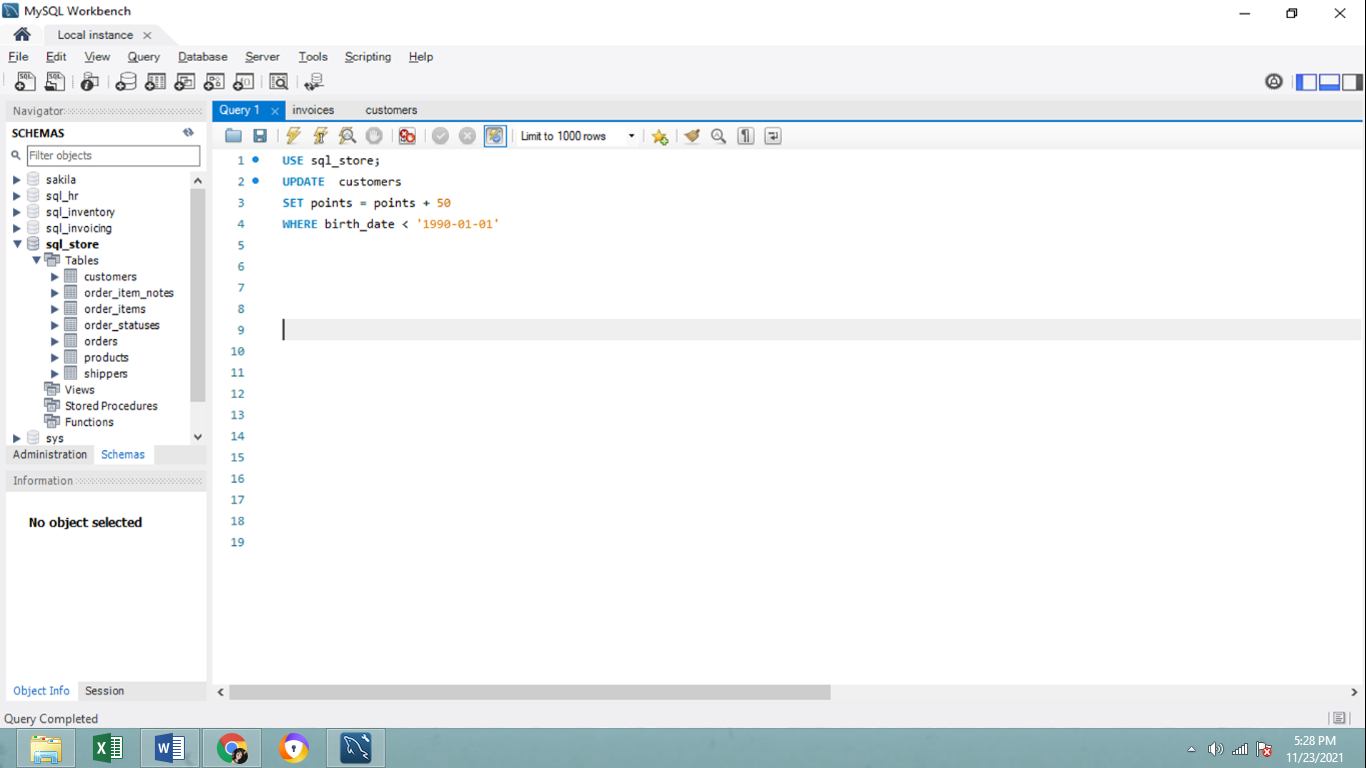 MySQL Workbench
Local instance
File Edit View Query Database Server Tools Scripting Help
Navigator
SCHEMAS
Filter objects
sakila
sql_hr
sql_inventory
sql_invoicing
sql_store
Tables
customers
order_item_notes
order_items
order_statuses
orders
products
shippers
Views
Stored Procedures
Functions
sys
Administration Schemas
Information
No object selected
Object Info Session
Query 1 invoices customers
Limit to 1000 rows
1 USE sql_store;
2 UPDATE customers
3 SET points = points + 50
4 WHERE birth_date < '1990-01-01'
5
6
7
8
9
10
11
12
13
14
15
16
17
18
19
Query Completed
5:28 PM
11/23/2021